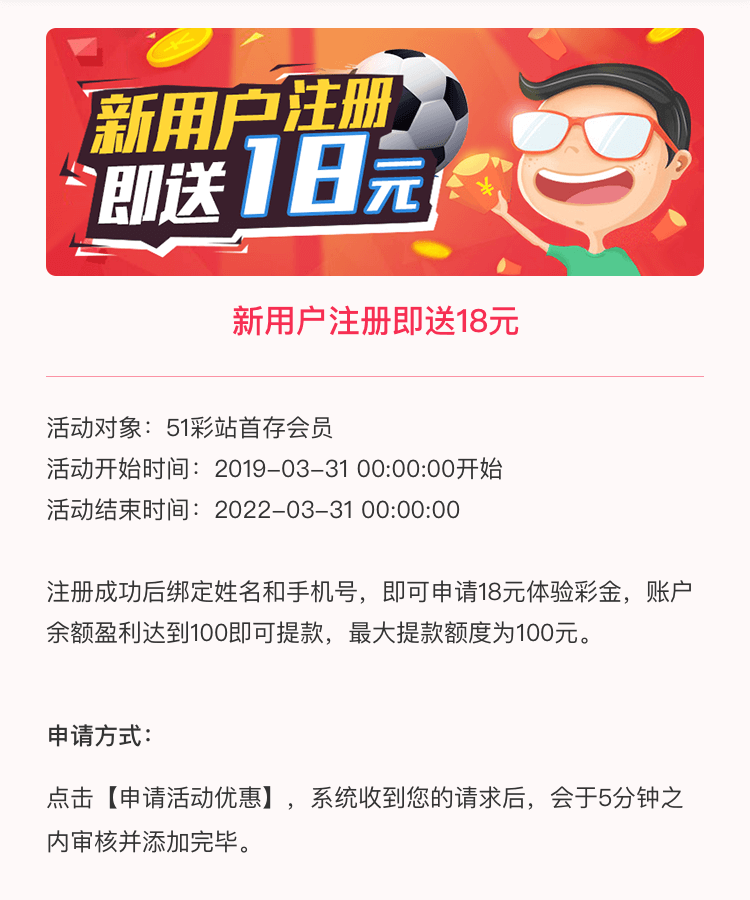 新用户注册
即送18元
¥
新用户注册即送18元
活动对象：51彩站首存会员
活动开始时间：2019-03-31 00:00:00开始
活动结束时间：2022-03-31 00:00:00
注册成功后绑定姓名和手机号，即可申请18元体验彩金，账户
余额盈利达到100即可提款，最大提款额度为100元。
申请方式：
点击【申请活动优惠】，系统收到您的请求后，会于5分钟之
内审核并添加完毕。